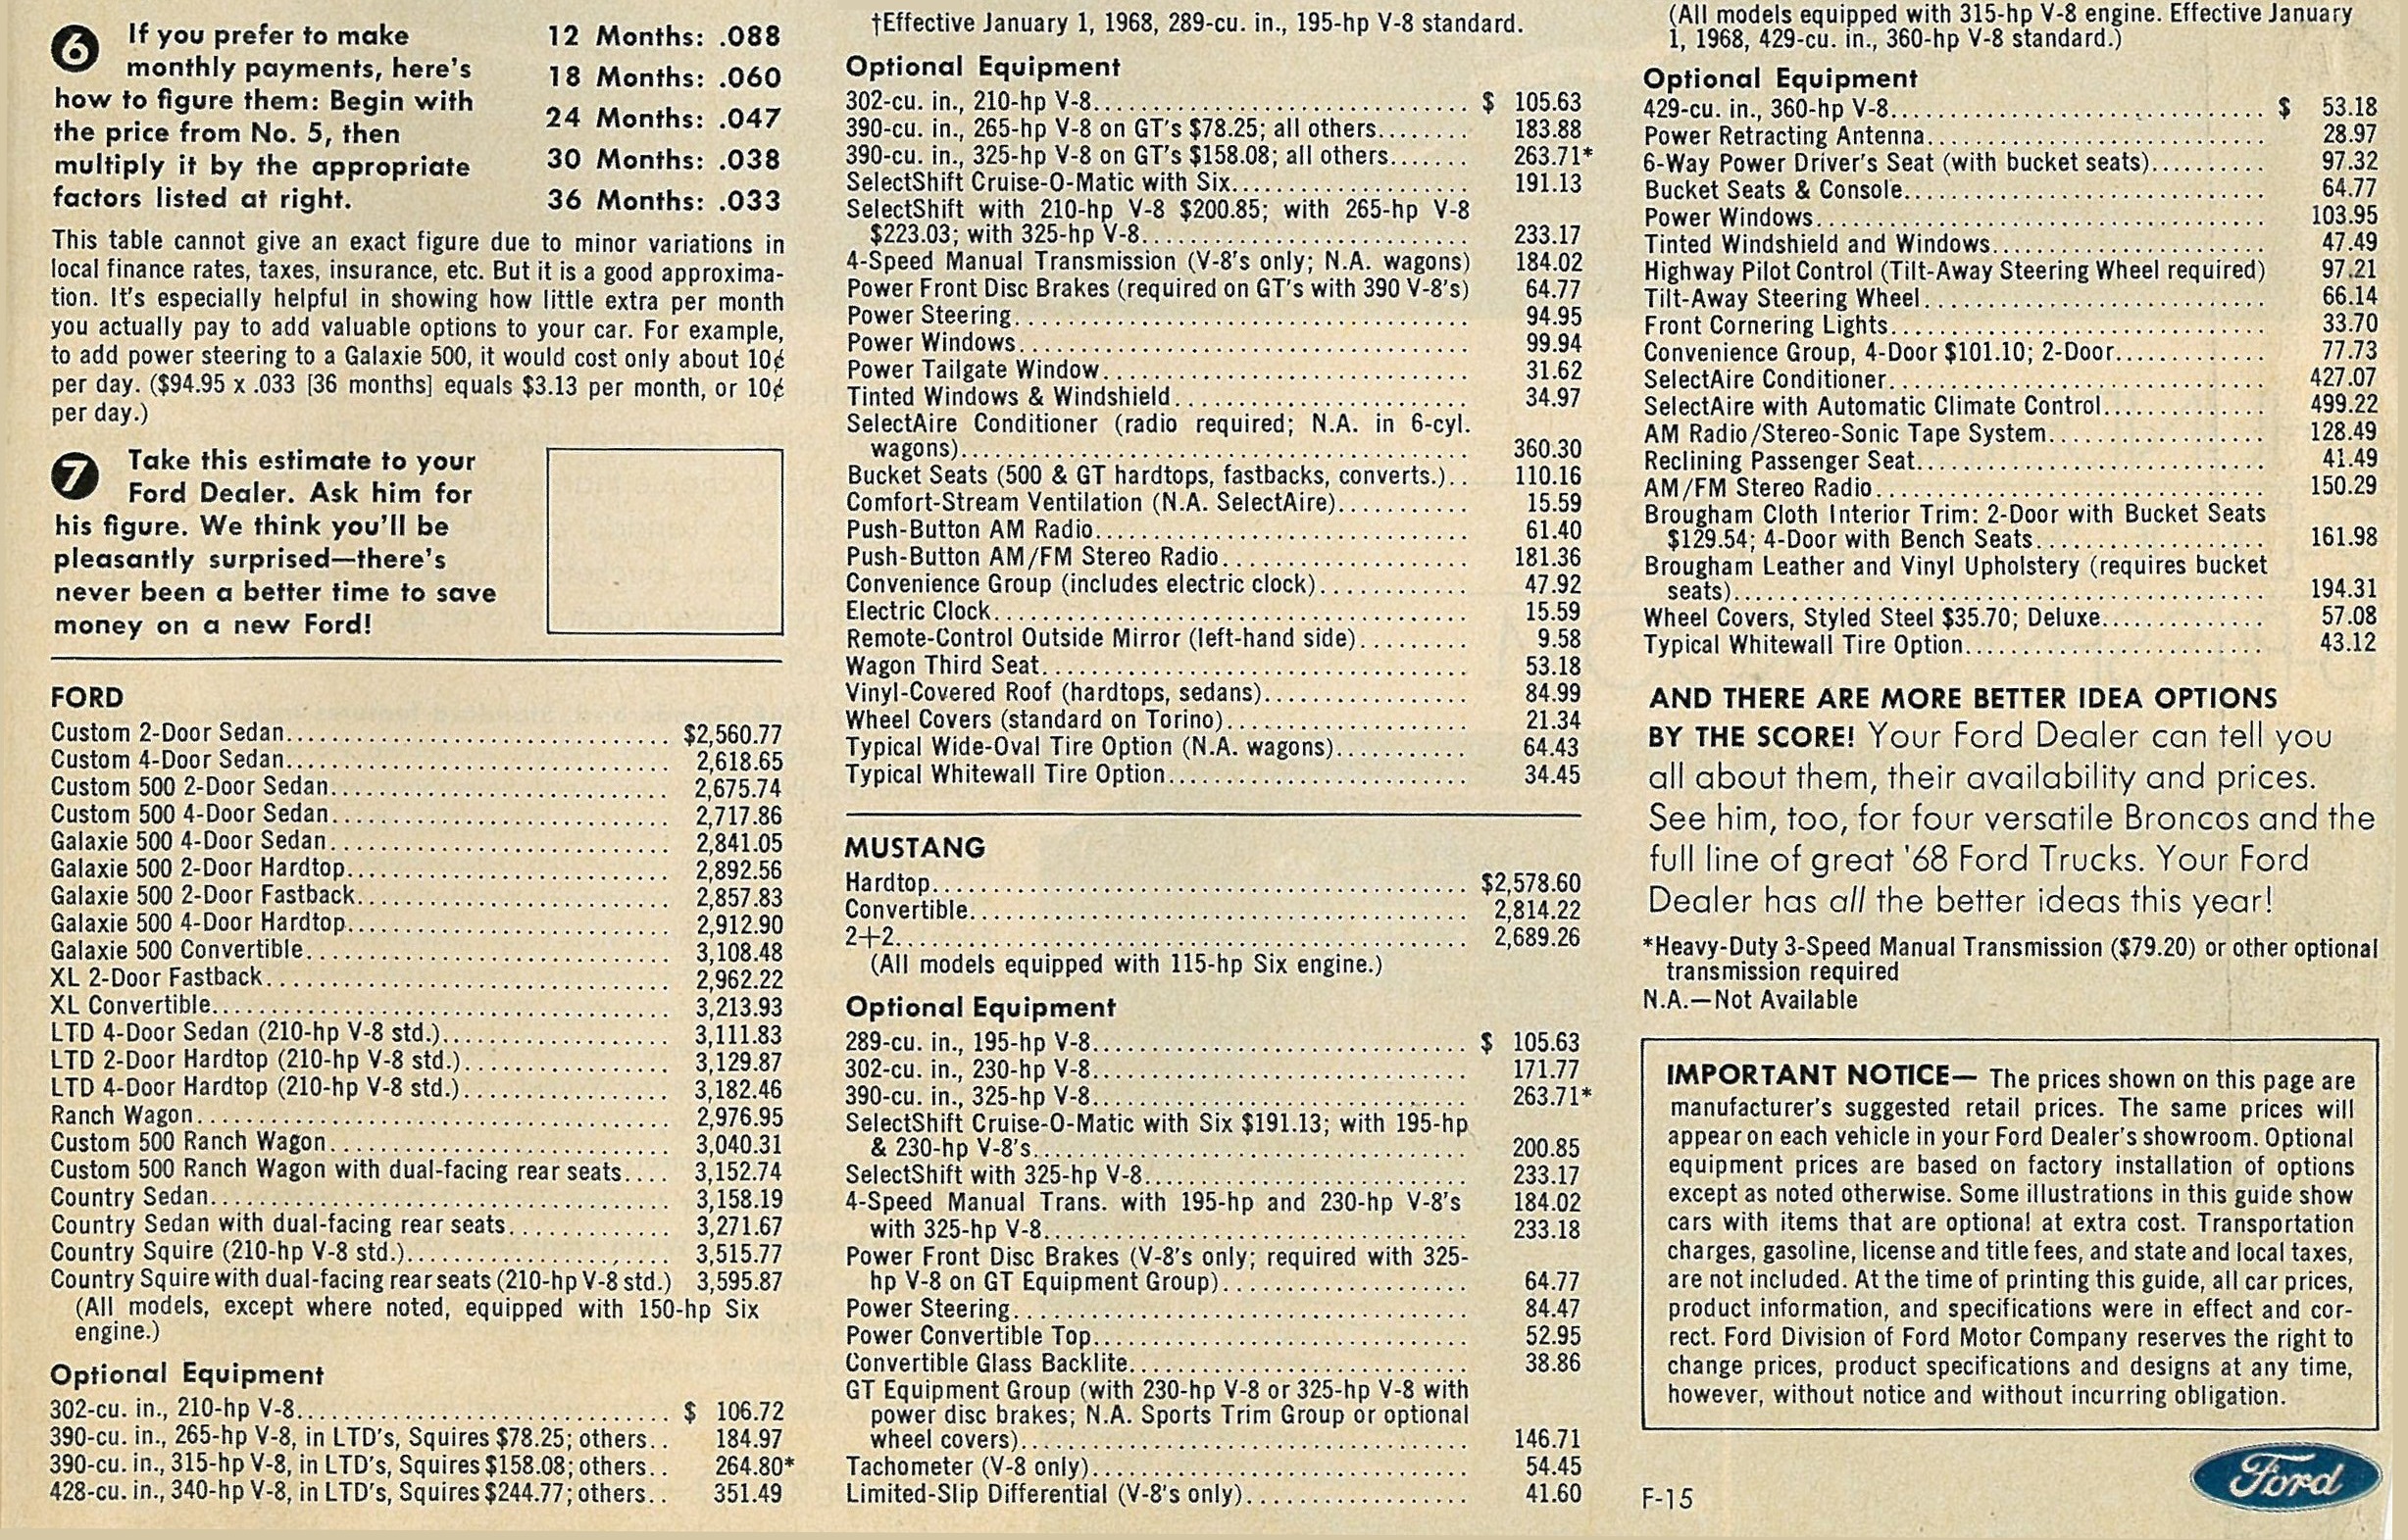 6 If you prefer to make
monthly payments, here's
how to figure them: Begin with
the price from No. 5, then
multiply it by the appropriate
factors listed at right.
12 Months: .088
18 Months: .060
24 Months: .047
30 Months: .038
36 Months: .033
This table cannot give an exact figure due to minor variations in
local finance rates, taxes, insurance, etc. But it is a good approxima-
tion. It's especially helpful in showing how little extra per month
you actually pay to add valuable options to your car. For example,
to add power steering to a Galaxie 500, it would cost only about 10¢
per day. ($94.95 x .033 [36 months] equals $3.13 per month, or 10¢
per day.)
7 Take this estimate to your
Ford Dealer. Ask him for
his figure. We think you'll be
pleasantly surprised—there's
never been a better time to save
money on a new Ford!
FORD
Custom 2-Door Sedan................................ $2,560.77
Custom 4-Door Sedan................................ 2,618.65
Custom 500 2-Door Sedan............................ 2,675.74
Custom 500 4-Door Sedan............................ 2,717.86
Galaxie 500 4-Door Sedan........................... 2,841.05
Galaxie 500 2-Door Hardtop......................... 2,892.56
Galaxie 500 2-Door Fastback........................ 2,857.83
Galaxie 500 4-Door Hardtop......................... 2,912.90
Galaxie 500 Convertible............................ 3,108.48
XL 2-Door Fastback................................. 2,962.22
XL Convertible..................................... 3,213.93
LTD 4-Door Sedan (210-hp V-8 std.)................. 3,111.83
LTD 2-Door Hardtop (210-hp V-8 std.)............... 3,129.87
LTD 4-Door Hardtop (210-hp V-8 std.)............... 3,182.46
Ranch Wagon........................................ 2,976.95
Custom 500 Ranch Wagon............................. 3,040.31
Custom 500 Ranch Wagon with dual-facing rear seats.... 3,152.74
Country Sedan...................................... 3,158.19
Country Sedan with dual-facing rear seats............. 3,271.67
Country Squire (210-hp V-8 std.)................... 3,515.77
Country Squire with dual-facing rear seats (210-hp V-8 std.) 3,595.87
(All models, except where noted, equipped with 150-hp Six
engine.)
Optional Equipment
302-cu. in., 210-hp V-8............................ $ 106.72
390-cu. in., 265-hp V-8, in LTD's, Squires $78.25; others.. 184.97
390-cu. in., 315-hp V-8, in LTD's, Squires $158.08; others.. 264.80*
428-cu. in., 340-hp V-8, in LTD's, Squires $244.77; others.. 351.49
†Effective January 1, 1968, 289-cu. in., 195-hp V-8 standard.
Optional Equipment
302-cu. in., 210-hp V-8............................ $ 105.63
390-cu. in., 265-hp V-8 on GT's $78.25; all others........ 183.88
390-cu. in., 325-hp V-8 on GT's $158.08; all others....... 263.71*
SelectShift Cruise-O-Matic with Six................... 191.13
SelectShift with 210-hp V-8 $200.85; with 265-hp V-8
$223.03; with 325-hp V-8........................... 233.17
4-Speed Manual Transmission (V-8's only; N.A. wagons) 184.02
Power Front Disc Brakes (required on GT's with 390 V-8's) 64.77
Power Steering..................................... 94.95
Power Windows...................................... 99.94
Power Tailgate Window.............................. 31.62
Tinted Windows & Windshield........................ 34.97
SelectAire Conditioner (radio required; N.A. in 6-cyl.
wagons)............................................ 360.30
Bucket Seats (500 & GT hardtops, fastbacks, converts.).. 110.16
Comfort-Stream Ventilation (N.A. SelectAire)........... 15.59
Push-Button AM Radio............................... 61.40
Push-Button AM/FM Stereo Radio..................... 181.36
Convenience Group (includes electric clock)............ 47.92
Electric Clock..................................... 15.59
Remote-Control Outside Mirror (left-hand side).......... 9.58
Wagon Third Seat................................... 53.18
Vinyl-Covered Roof (hardtops, sedans)................. 84.99
Wheel Covers (standard on Torino)..................... 21.34
Typical Wide-Oval Tire Option (N.A. wagons)........... 64.43
Typical Whitewall Tire Option........................ 34.45
MUSTANG
Hardtop............................................ $2,578.60
Convertible........................................ 2,814.22
2+2................................................ 2,689.26
(All models equipped with 115-hp Six engine.)
Optional Equipment
289-cu. in., 195-hp V-8............................ $ 105.63
302-cu. in., 230-hp V-8............................ 171.77
390-cu. in., 325-hp V-8............................ 263.71*
SelectShift Cruise-O-Matic with Six $191.13; with 195-hp
& 230-hp V-8's..................................... 200.85
SelectShift with 325-hp V-8........................ 233.17
4-Speed Manual Trans. with 195-hp and 230-hp V-8's 184.02
with 325-hp V-8.................................... 233.18
Power Front Disc Brakes (V-8's only; required with 325-
hp V-8 on GT Equipment Group)...................... 64.77
Power Steering..................................... 84.47
Power Convertible Top.............................. 52.95
Convertible Glass Backlite......................... 38.86
GT Equipment Group (with 230-hp V-8 or 325-hp V-8 with
power disc brakes; N.A. Sports Trim Group or optional
wheel covers)...................................... 146.71
Tachometer (V-8 only).............................. 54.45
Limited-Slip Differential (V-8's only).................. 41.60
(All models equipped with 315-hp V-8 engine. Effective January
1, 1968, 429-cu. in., 360-hp V-8 standard.)
Optional Equipment
429-cu. in., 360-hp V-8............................ $ 53.18
Power Retracting Antenna........................... 28.97
6-Way Power Driver's Seat (with bucket seats).......... 97.32
Bucket Seats & Console............................. 64.77
Power Windows...................................... 103.95
Tinted Windshield and Windows...................... 47.49
Highway Pilot Control (Tilt-Away Steering Wheel required) 97.21
Tilt-Away Steering Wheel........................... 66.14
Front Cornering Lights............................. 33.70
Convenience Group, 4-Door $101.10; 2-Door............. 77.73
SelectAire Conditioner............................. 427.07
SelectAire with Automatic Climate Control.............. 499.22
AM Radio/Stereo-Sonic Tape System.................. 128.49
Reclining Passenger Seat........................... 41.49
AM/FM Stereo Radio................................. 150.29
Brougham Cloth Interior Trim: 2-Door with Bucket Seats
$129.54; 4-Door with Bench Seats................... 161.98
Brougham Leather and Vinyl Upholstery (requires bucket
seats)............................................. 194.31
Wheel Covers, Styled Steel $35.70; Deluxe.............. 57.08
Typical Whitewall Tire Option......................... 43.12
AND THERE ARE MORE BETTER IDEA OPTIONS
BY THE SCORE! Your Ford Dealer can tell you
all about them, their availability and prices.
See him, too, for four versatile Broncos and the
full line of great '68 Ford Trucks. Your Ford
Dealer has all the better ideas this year!
*Heavy-Duty 3-Speed Manual Transmission ($79.20) or other optional
transmission required
N.A.—Not Available
IMPORTANT NOTICE— The prices shown on this page are
manufacturer's suggested retail prices. The same prices will
appear on each vehicle in your Ford Dealer's showroom. Optional
equipment prices are based on factory installation of options
except as noted otherwise. Some illustrations in this guide show
cars with items that are optional at extra cost. Transportation
charges, gasoline, license and title fees, and state and local taxes,
are not included. At the time of printing this guide, all car prices,
product information, and specifications were in effect and cor-
rect. Ford Division of Ford Motor Company reserves the right to
change prices, product specifications and designs at any time,
however, without notice and without incurring obligation.
F-15
Ford